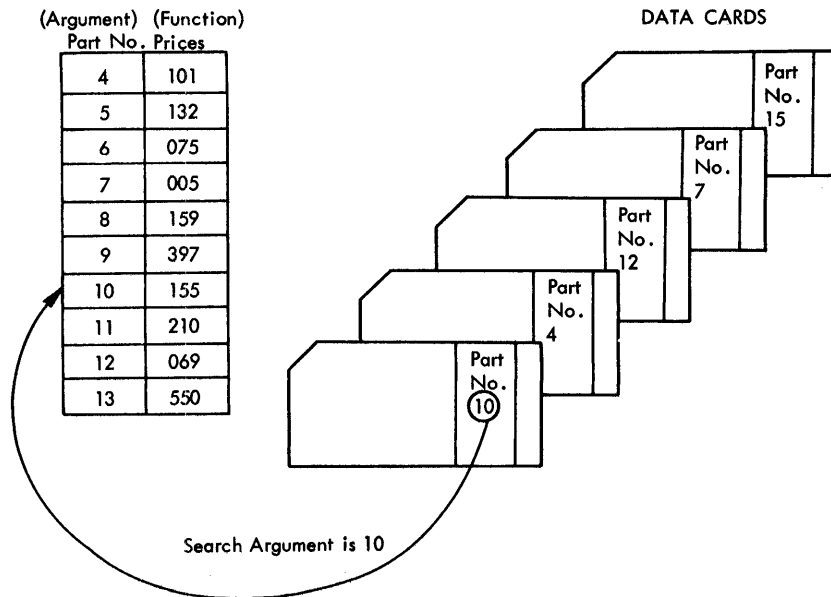 (Argument) (Function)
Part No. Prices
4 101
5 132
6 075
7 005
8 159
9 397
10 155
11 210
12 069
13 550
DATA CARDS
Part
No.
15
Part
No.
7
Part
No.
12
Part
No.
4
Part
No.
10
Search Argument is 10